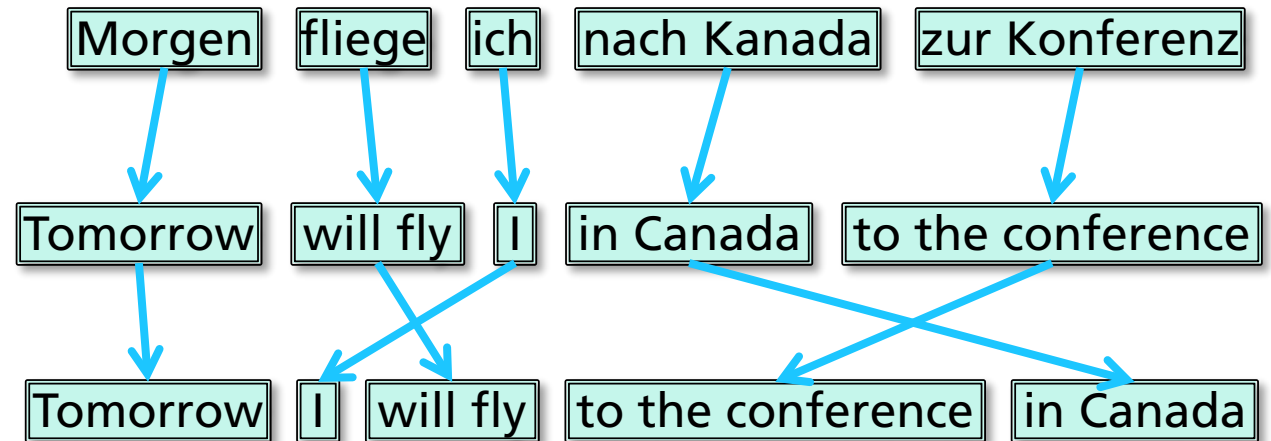 Morgen fliege ich nach Kanada zur Konferenz
Tomorrow will fly I in Canada to the conference
Tomorrow I will fly to the conference in Canada